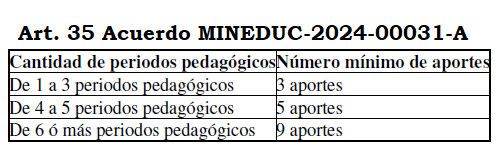 Art. 35 Acuerdo MINEDUC-2024-00031-A
Cantidad de periodos pedagógicos Número mínimo de aportes
De 1 a 3 periodos pedagógicos 3 aportes
De 4 a 5 periodos pedagógicos 5 aportes
De 6 ó más periodos pedagógicos 9 aportes